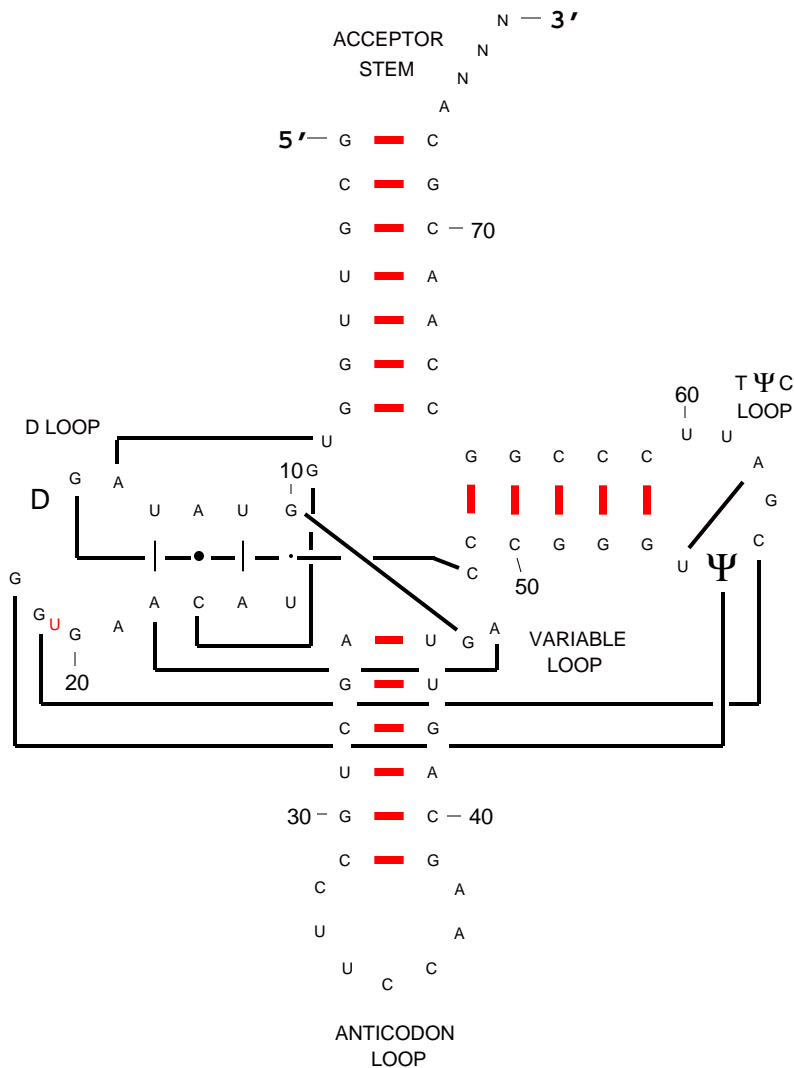 N 3'
ACCEPTOR
STEM
N
N
A
5' G C
C G
G C 70
U A
U A
G C
G C
60
T Ψ C
LOOP
D LOOP
U
U U
G G C C C
A
10 G
G A
D
U A U G
G
C C G G G
C
C
50
U Ψ
G
A C A U
G U G A
A U
G A
VARIABLE
LOOP
20
G U
C G
U A
30 G C 40
C G
C A
U A
U C C
ANTICODON
LOOP